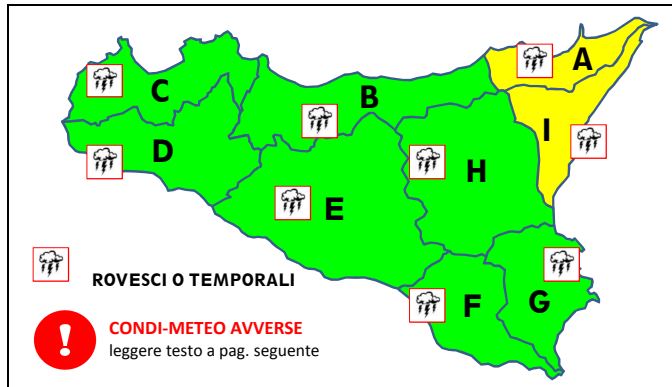 A
C
B
I
D
H
E
ROVESCI O TEMPORALI
F
G
CONDI-METEO AVVERSE
leggere testo a pag. seguente
!